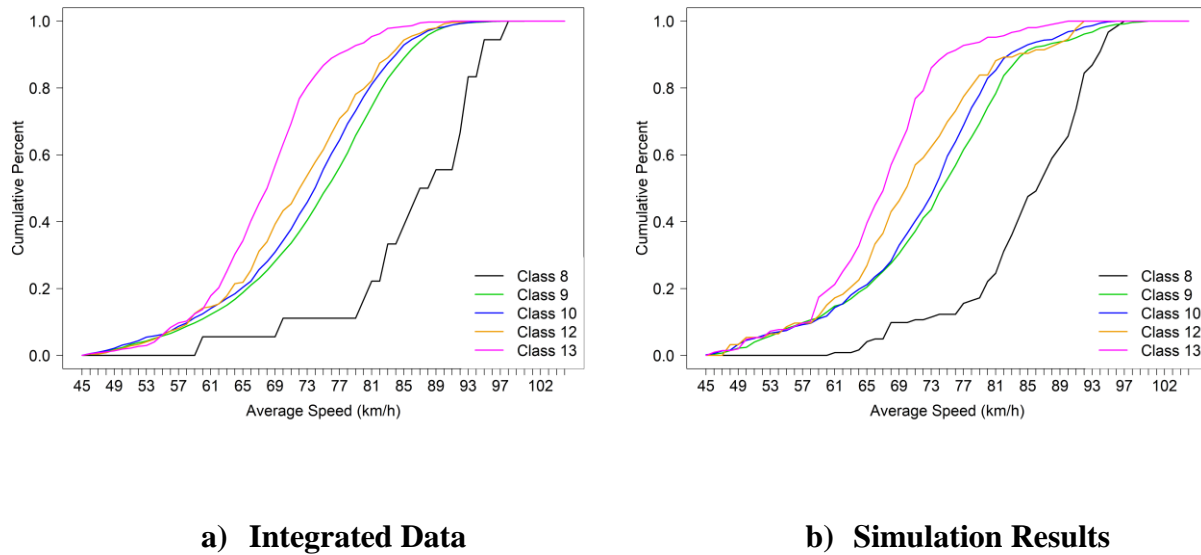 1.0
0.8
0.6
0.4
0.2
0.0
Cumulative Percent
Class 8
Class 9
Class 10
Class 12
Class 13
45 49 53 57 61 65 69 73 77 81 85 89 93 97 102
Average Speed (km/h)
1.0
0.8
0.6
0.4
0.2
0.0
Cumulative Percent
Class 8
Class 9
Class 10
Class 12
Class 13
45 49 53 57 61 65 69 73 77 81 85 89 93 97 102
Average Speed (km/h)
a) Integrated Data
b) Simulation Results